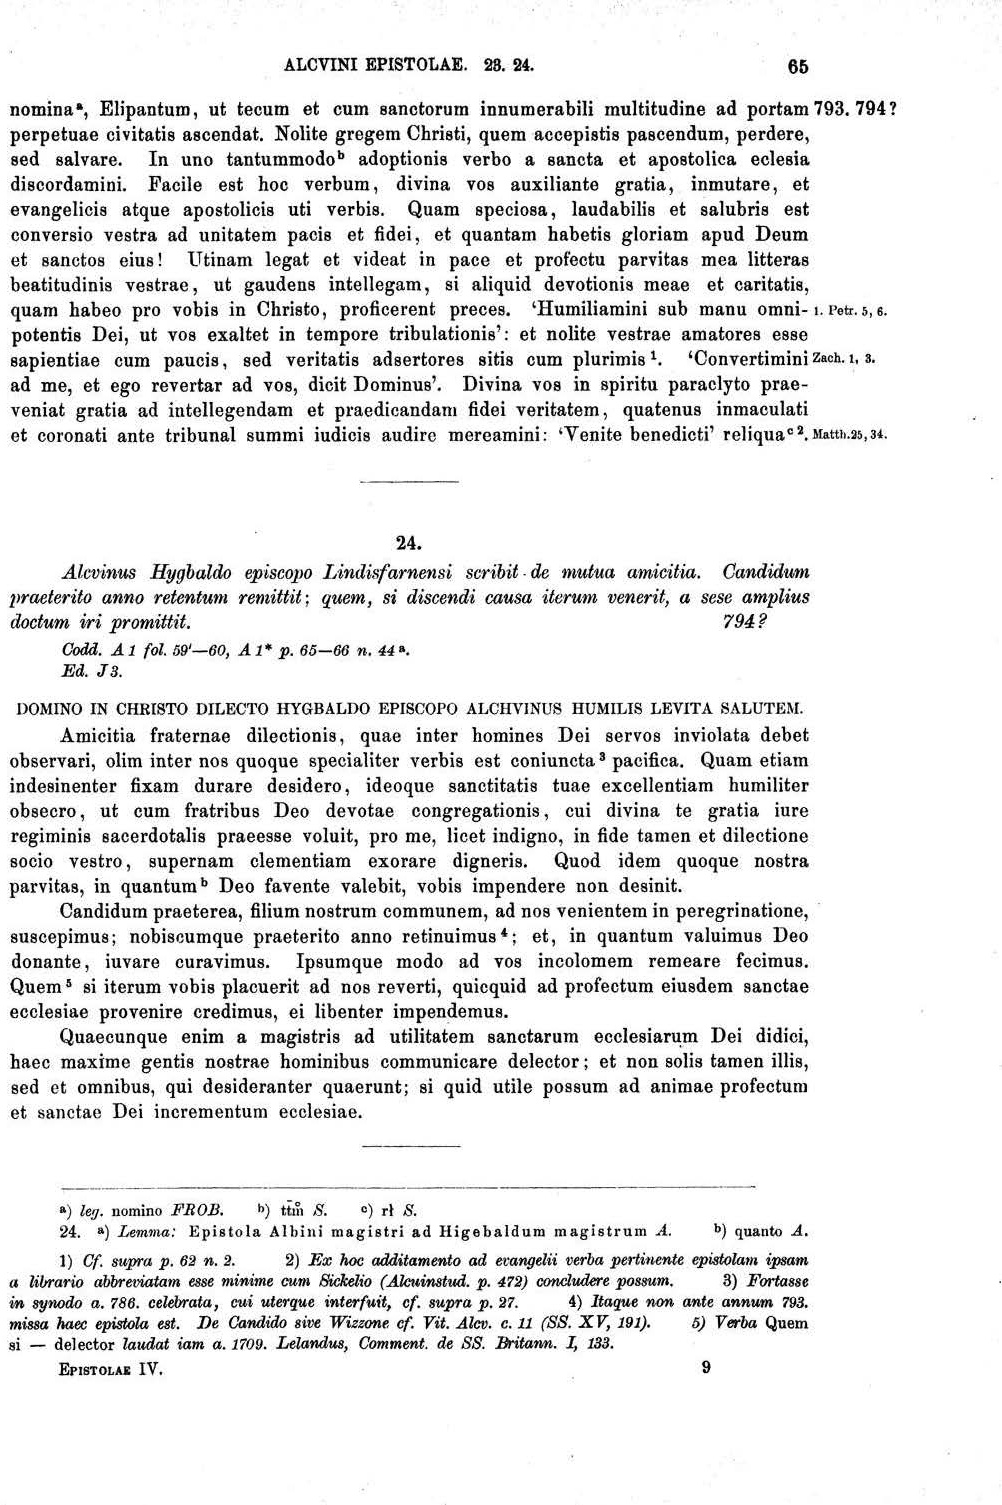 ALCVINI EPISTOLAE. 23. 24. 65
nominaᵃ, Elipantum, ut tecum et cum sanctorum innumerabili multitudine ad portam 793. 794?
perpetuae civitatis ascendat. Nolite gregem Christi, quem accepistis pascendum, perdere,
sed salvare. In uno tantummodoᵇ adoptionis verbo a sancta et apostolica eclesia
discordamini. Facile est hoc verbum, divina vos auxiliante gratia, inmutare, et
evangelicis atque apostolicis uti verbis. Quam speciosa, laudabilis et salubris est
conversio vestra ad unitatem pacis et fidei, et quantam habetis gloriam apud Deum
et sanctos eius! Utinam legat et videat in pace et profectu parvitas mea litteras
beatitudinis vestrae, ut gaudens intellegam, si aliquid devotionis meae et caritatis,
quam habeo pro vobis in Christo, proficerent preces. ‘Humiliamini sub manu omni- 1. Petr. 5, 6.
potentis Dei, ut vos exaltet in tempore tribulationis’: et nolite vestrae amatores esse
sapientiae cum paucis, sed veritatis adsertores sitis cum plurimis¹. ‘Convertimini Zach. 1, 3.
ad me, et ego revertar ad vos, dicit Dominus’. Divina vos in spiritu paraclyto prae-
veniat gratia ad intellegendam et praedicandam fidei veritatem, quatenus inmaculati
et coronati ante tribunal summi iudicis audire mereamini: ‘Venite benedicti’ reliquaᶜ ². Matth. 25, 34.
24.
Alcvinus Hygbaldo episcopo Lindisfarnensi scribit de mutua amicitia. Candidum
praeterito anno retentum remittit; quem, si discendi causa iterum venerit, a sese amplius
doctum iri promittit. 794?
Codd. A 1 fol. 59'—60, A 1* p. 65—66 n. 44ᵃ.
Ed. J 3.
DOMINO IN CHRISTO DILECTO HYGBALDO EPISCOPO ALCHVINUS HUMILIS LEVITA SALUTEM.
Amicitia fraternae dilectionis, quae inter homines Dei servos inviolata debet
observari, olim inter nos quoque specialiter verbis est coniuncta³ pacifica. Quam etiam
indesinenter fixam durare desidero, ideoque sanctitatis tuae excellentiam humiliter
obsecro, ut cum fratribus Deo devotae congregationis, cui divina te gratia iure
regiminis sacerdotalis praeesse voluit, pro me, licet indigno, in fide tamen et dilectione
socio vestro, supernam clementiam exorare digneris. Quod idem quoque nostra
parvitas, in quantumᵇ Deo favente valebit, vobis impendere non desinit.
Candidum praeterea, filium nostrum communem, ad nos venientem in peregrinatione,
suscepimus; nobiscumque praeterito anno retinuimus⁴; et, in quantum valuimus Deo
donante, iuvare curavimus. Ipsumque modo ad vos incolomem remeare fecimus.
Quem⁵ si iterum vobis placuerit ad nos reverti, quicquid ad profectum eiusdem sanctae
ecclesiae provenire credimus, ei libenter impendemus.
Quaecunque enim a magistris ad utilitatem sanctarum ecclesiarum Dei didici,
haec maxime gentis nostrae hominibus communicare delector; et non solis tamen illis,
sed et omnibus, qui desideranter quaerunt; si quid utile possum ad animae profectum
et sanctae Dei incrementum ecclesiae.
ᵃ) leg. nomino FROB. ᵇ) tt̄m̊ S. ᶜ) rł S.
24. ᵃ) Lemma: Epistola Albini magistri ad Higebaldum magistrum A. ᵇ) quanto A.
1) Cf. supra p. 62 n. 2. 2) Ex hoc additamento ad evangelii verba pertinente epistolam ipsam
a librario abbreviatam esse minime cum Sickelio (Alcuinstud. p. 472) concludere possum. 3) Fortasse
in synodo a. 786. celebrata, cui uterque interfuit, cf. supra p. 27. 4) Itaque non ante annum 793.
missa haec epistola est. De Candido sive Wizzone cf. Vit. Alcv. c. 11 (SS. XV, 191). 5) Verba Quem
si — delector laudat iam a. 1709. Lelandus, Comment. de SS. Britann. I, 133.
EPISTOLAE IV. 9